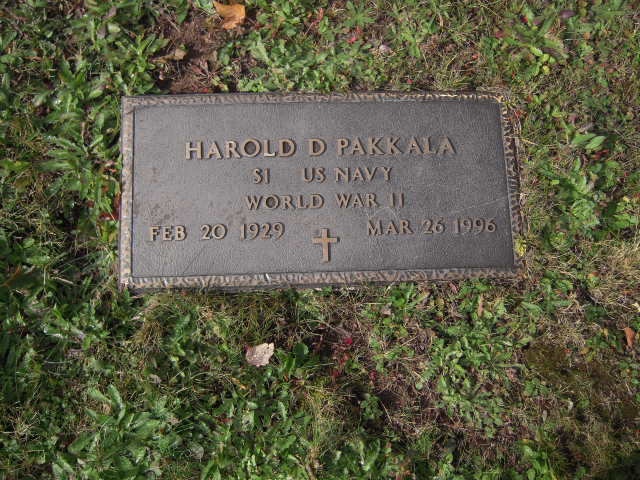 HAROLD D PAKKALA
S1 US NAVY
WORLD WAR II
FEB 20 1929 MAR 26 1996